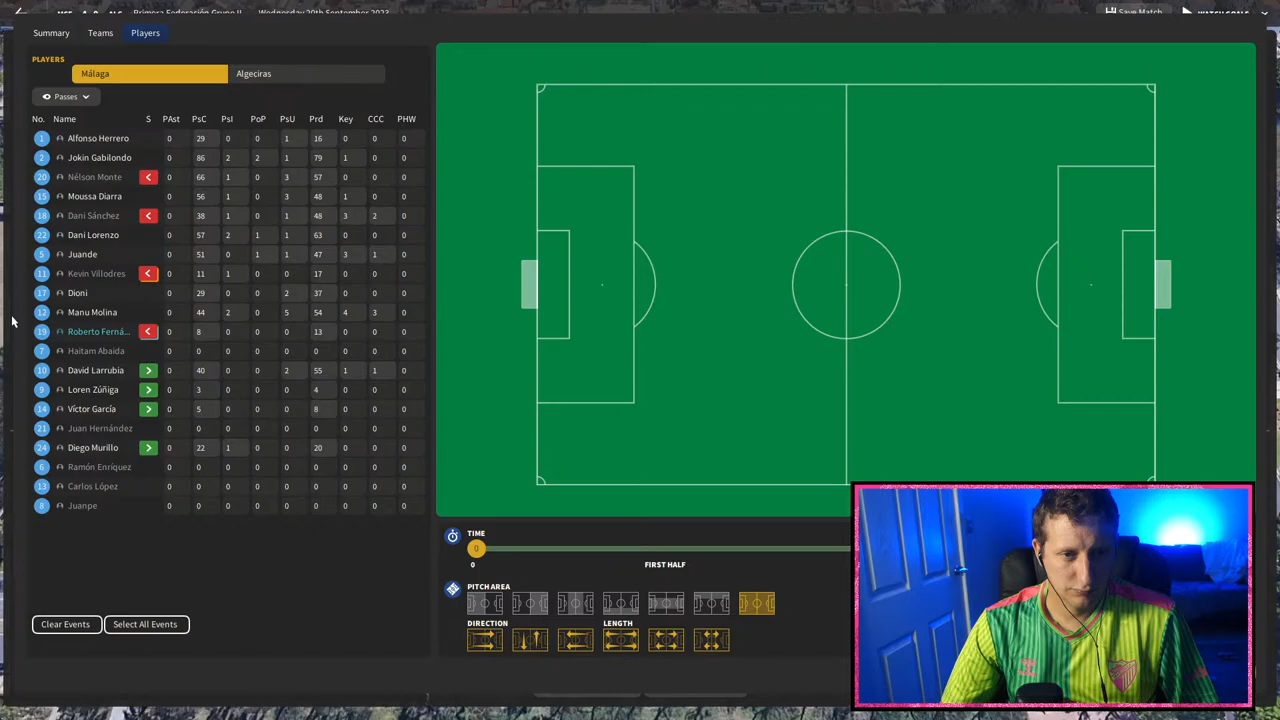 Primera Federación Grupo II Wednesday 20th September 2023 Save Match WATCH GOALS
Summary Teams Players
PLAYERS
Málaga Algeciras
Passes
No. Name S PAst PsC PsI PoP PsU Prd Key CCC PHW
1 Alfonso Herrero 0 29 0 0 1 16 0 0 0
2 Jokin Gabilondo 0 86 2 2 1 79 1 0 0
20 Nélson Monte 0 66 1 0 3 57 0 0 0
15 Moussa Diarra 0 56 1 0 3 48 1 0 0
18 Dani Sánchez 0 38 1 0 1 48 3 2 0
22 Dani Lorenzo 0 57 2 1 1 63 0 0 0
5 Juande 0 51 0 1 1 47 3 1 0
11 Kevin Villodres 0 11 1 0 0 17 0 0 0
17 Dioni 0 29 0 0 2 37 0 0 0
12 Manu Molina 0 44 2 0 5 54 4 3 0
19 Roberto Ferná... 0 8 0 0 0 13 0 0 0
7 Haitam Abaida 0 0 0 0 0 0 0 0 0
10 David Larrubia 0 40 0 0 2 55 1 1 0
9 Loren Zúñiga 0 3 0 0 0 4 0 0 0
14 Víctor García 0 5 0 0 0 8 0 0 0
21 Juan Hernández 0 0 0 0 0 0 0 0 0
24 Diego Murillo 0 22 1 0 0 20 0 0 0
6 Ramón Enríquez 0 0 0 0 0 0 0 0 0
13 Carlos López 0 0 0 0 0 0 0 0 0
8 Juanpe 0 0 0 0 0 0 0 0 0
TIME
0
0 FIRST HALF
PITCH AREA
DIRECTION LENGTH
Clear Events Select All Events